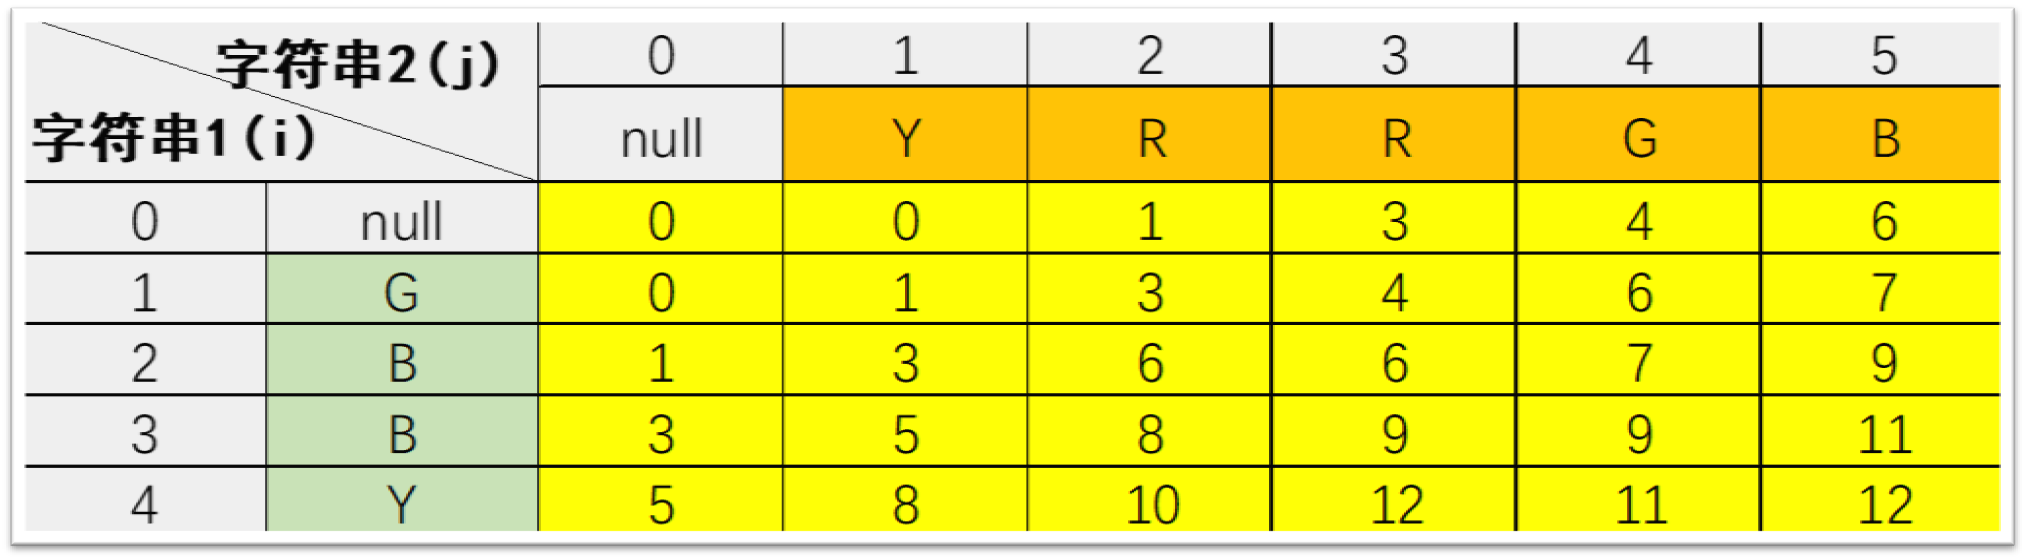 字符串2(j) 0 1 2 3 4 5
字符串1(i) null Y R R G B
0 null 0 0 1 3 4 6
1 G 0 1 3 4 6 7
2 B 1 3 6 6 7 9
3 B 3 5 8 9 9 11
4 Y 5 8 10 12 11 12